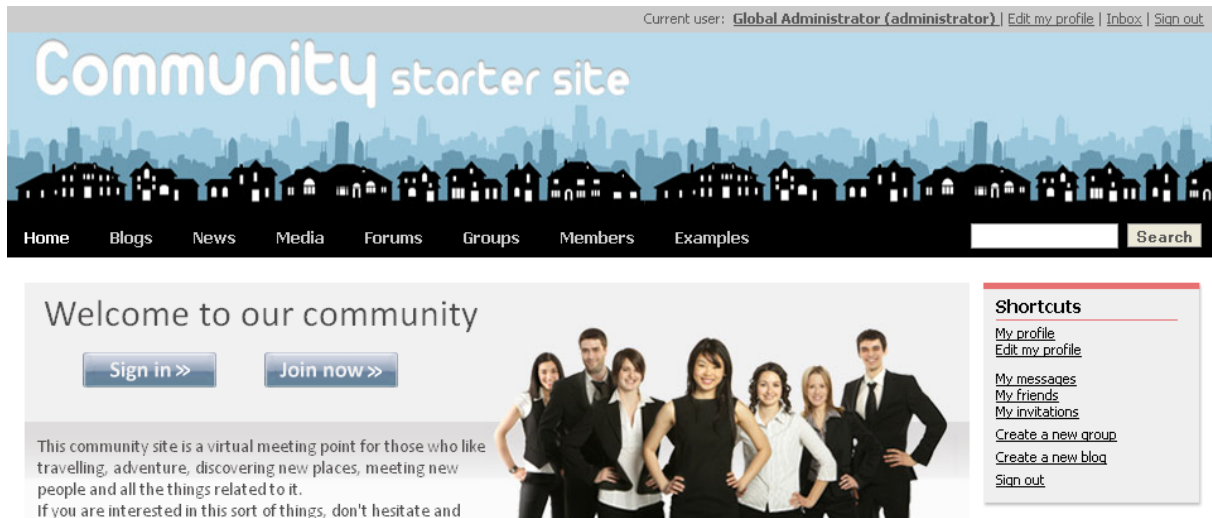 Current user: Global Administrator (administrator) | Edit my profile | Inbox | Sign out
Community starter site
Home Blogs News Media Forums Groups Members Examples Search
Welcome to our community
Sign in » Join now »
This community site is a virtual meeting point for those who like
travelling, adventure, discovering new places, meeting new
people and all the things related to it.
If you are interested in this sort of things, don't hesitate and
Shortcuts
My profile
Edit my profile
My messages
My friends
My invitations
Create a new group
Create a new blog
Sign out